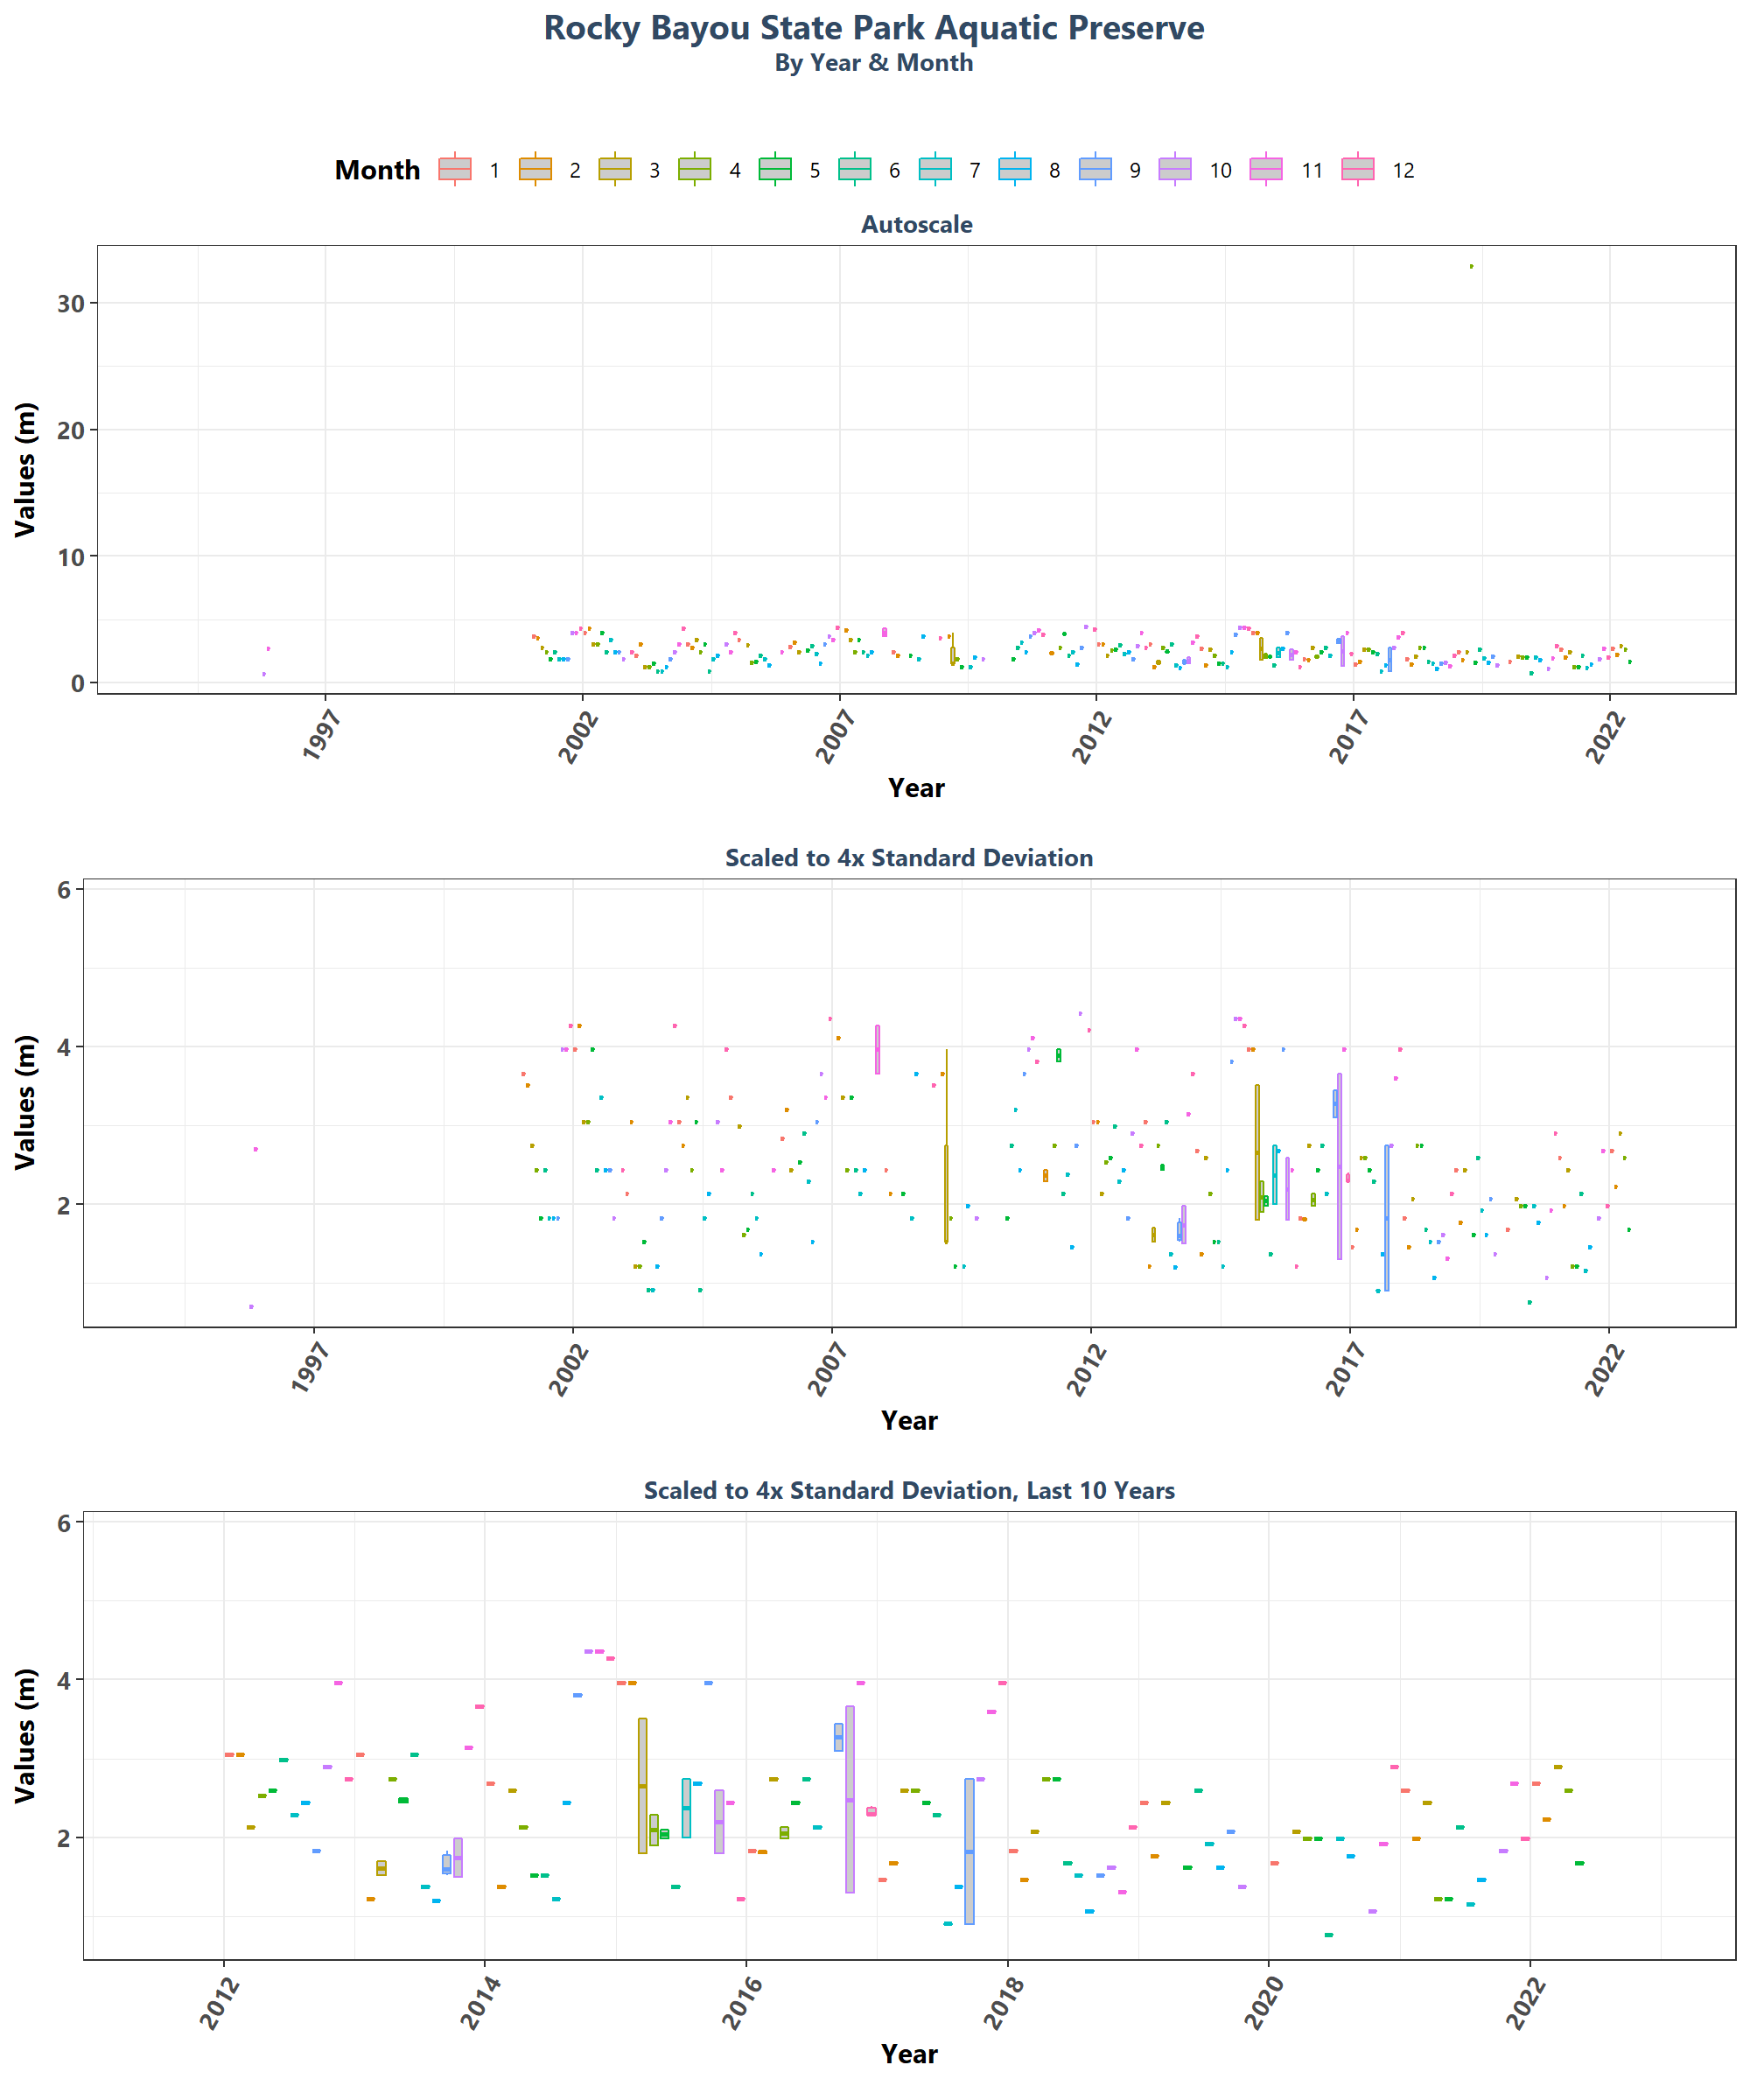 Rocky Bayou State Park Aquatic Preserve
By Year & Month
Month 1 2 3 4 5 6 7 8 9 10 11 12
Autoscale
Values (m)
30
20
10
0
1997 2002 2007 2012 2017 2022
Year
Scaled to 4x Standard Deviation
Values (m)
6
4
2
1997 2002 2007 2012 2017 2022
Year
Scaled to 4x Standard Deviation, Last 10 Years
Values (m)
6
4
2
2012 2014 2016 2018 2020 2022
Year